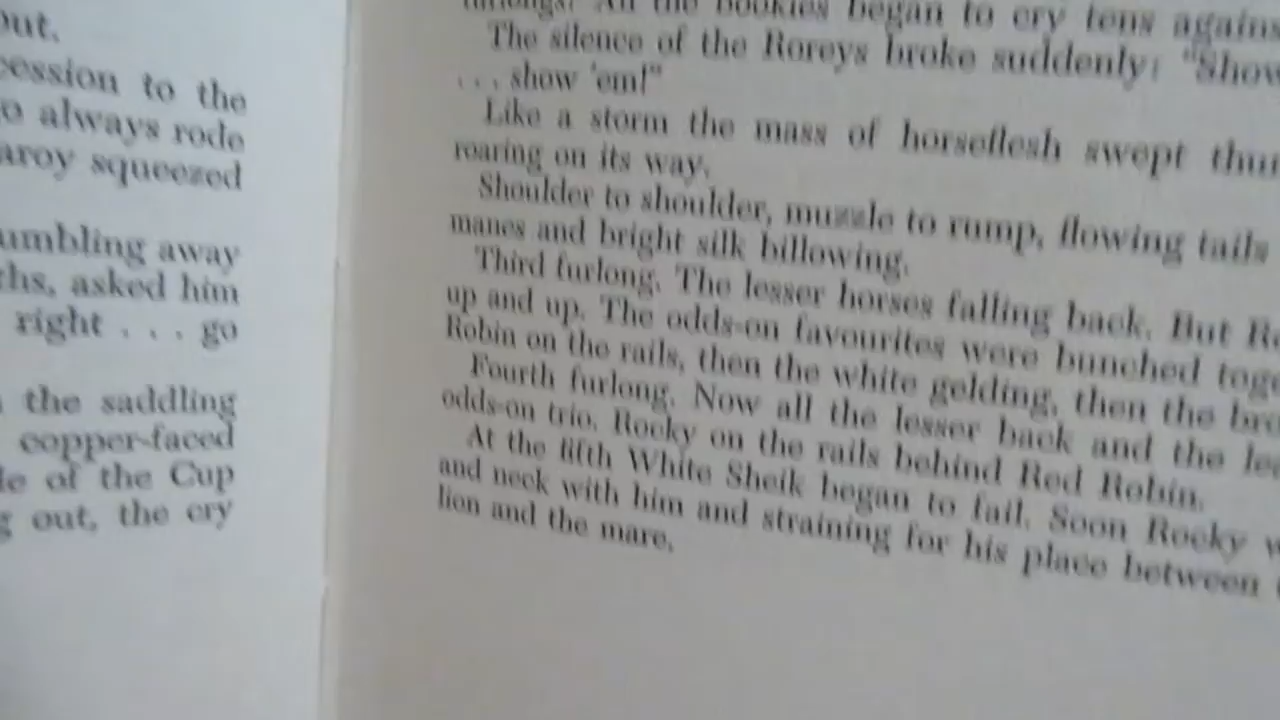 out.
cession to the
o always rode
aroy squeezed
umbling away
ths, asked him
right . . . go
the saddling
copper-faced
le of the Cup
g out, the cry
furlongs. All the bookies began to cry tens agains
The silence of the Roreys broke suddenly: "Show
. . . show 'em!"
Like a storm the mass of horseflesh swept thu
roaring on its way.
Shoulder to shoulder, muzzle to rump, flowing tails
manes and bright silk billowing.
Third furlong. The lesser horses falling back. But R
up and up. The odds-on favourites were bunched toge
Robin on the rails, then the white gelding, then the bro
Fourth furlong. Now all the lesser back and the le
odds-on trio. Rocky on the rails behind Red Robin.
At the fifth White Sheik began to fail. Soon Rocky w
and neck with him and straining for his place between
lion and the mare.